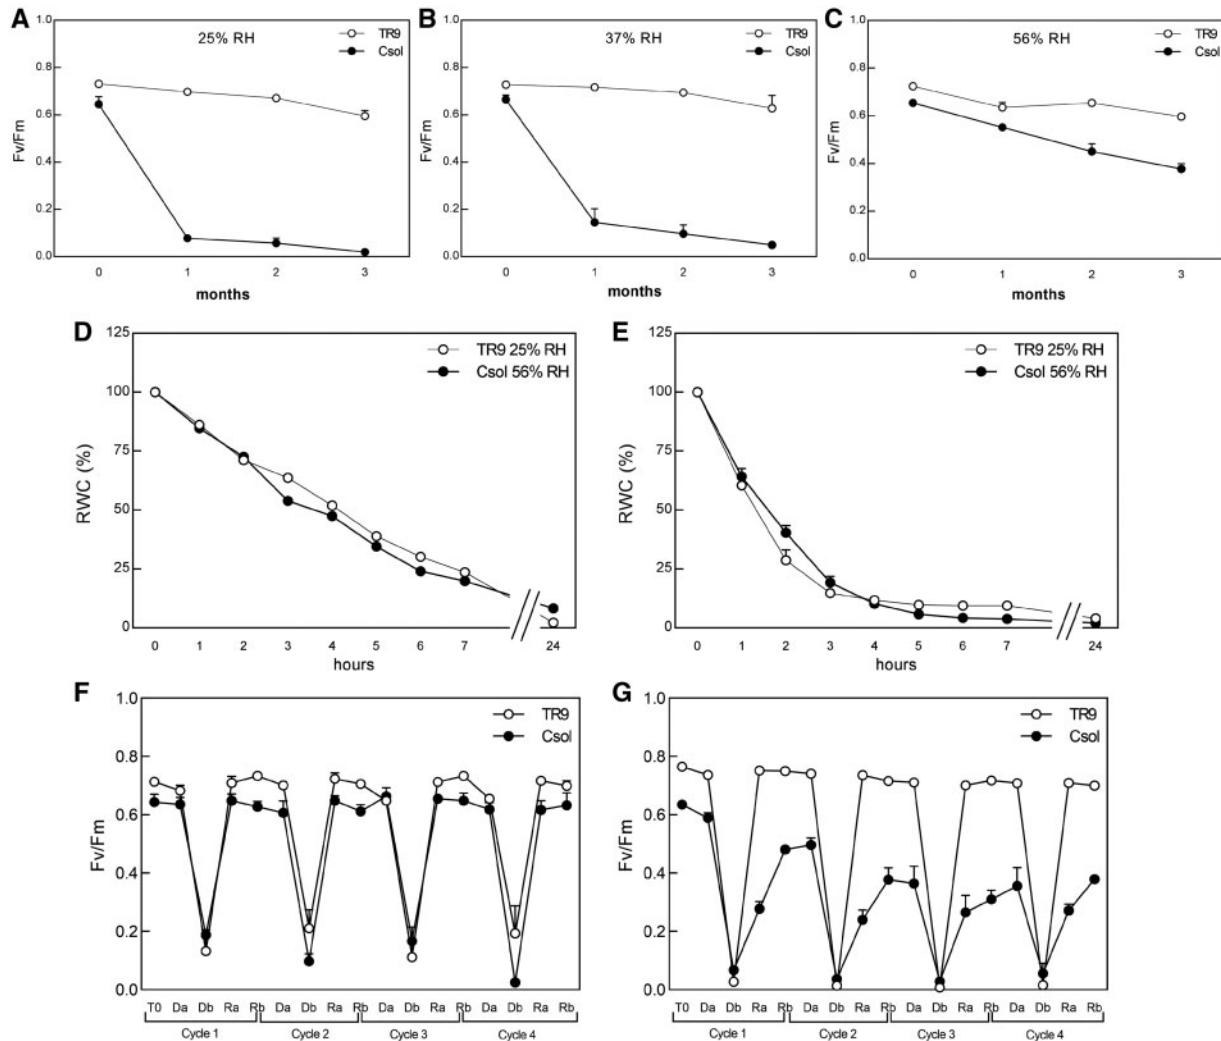 A
25% RH
TR9
Csol
1.0
0.8
0.6
0.4
0.2
0.0
Fv/Fm
0 1 2 3
months
B
37% RH
TR9
Csol
1.0
0.8
0.6
0.4
0.2
0.0
Fv/Fm
0 1 2 3
months
C
56% RH
TR9
Csol
1.0
0.8
0.6
0.4
0.2
0.0
Fv/Fm
0 1 2 3
months
D
TR9 25% RH
Csol 56% RH
125
100
75
50
25
0
RWC (%)
0 1 2 3 4 5 6 7 24
hours
E
TR9 25% RH
Csol 56% RH
125
100
75
50
25
0
RWC (%)
0 1 2 3 4 5 6 7 24
hours
F
TR9
Csol
1.0
0.8
0.6
0.4
0.2
0.0
Fv/Fm
T0 Da Db Ra Rb Da Db Ra Rb Da Db Ra Rb Da Db Ra Rb
Cycle 1 Cycle 2 Cycle 3 Cycle 4
G
TR9
Csol
1.0
0.8
0.6
0.4
0.2
0.0
Fv/Fm
T0 Da Db Ra Rb Da Db Ra Rb Da Db Ra Rb Da Db Ra Rb
Cycle 1 Cycle 2 Cycle 3 Cycle 4